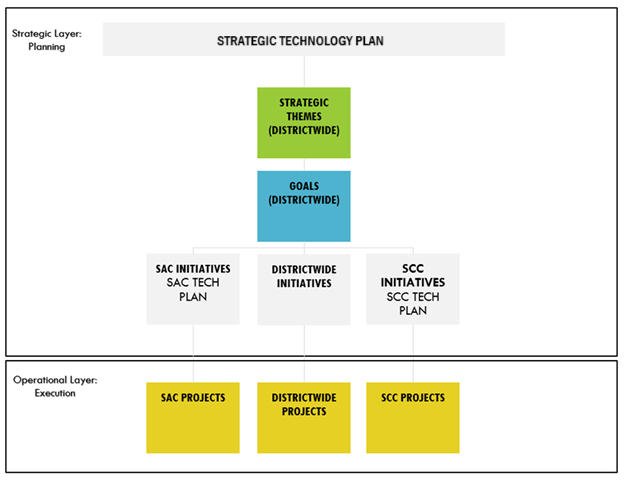 Strategic Layer:
Planning
STRATEGIC TECHNOLOGY PLAN
STRATEGIC
THEMES
(DISTRICTWIDE)
GOALS
(DISTRICTWIDE)
SAC INITIATIVES
SAC TECH
PLAN
DISTRICTWIDE
INITIATIVES
SCC
INITIATIVES
SCC TECH
PLAN
Operational Layer:
Execution
SAC PROJECTS
DISTRICTWIDE
PROJECTS
SCC PROJECTS